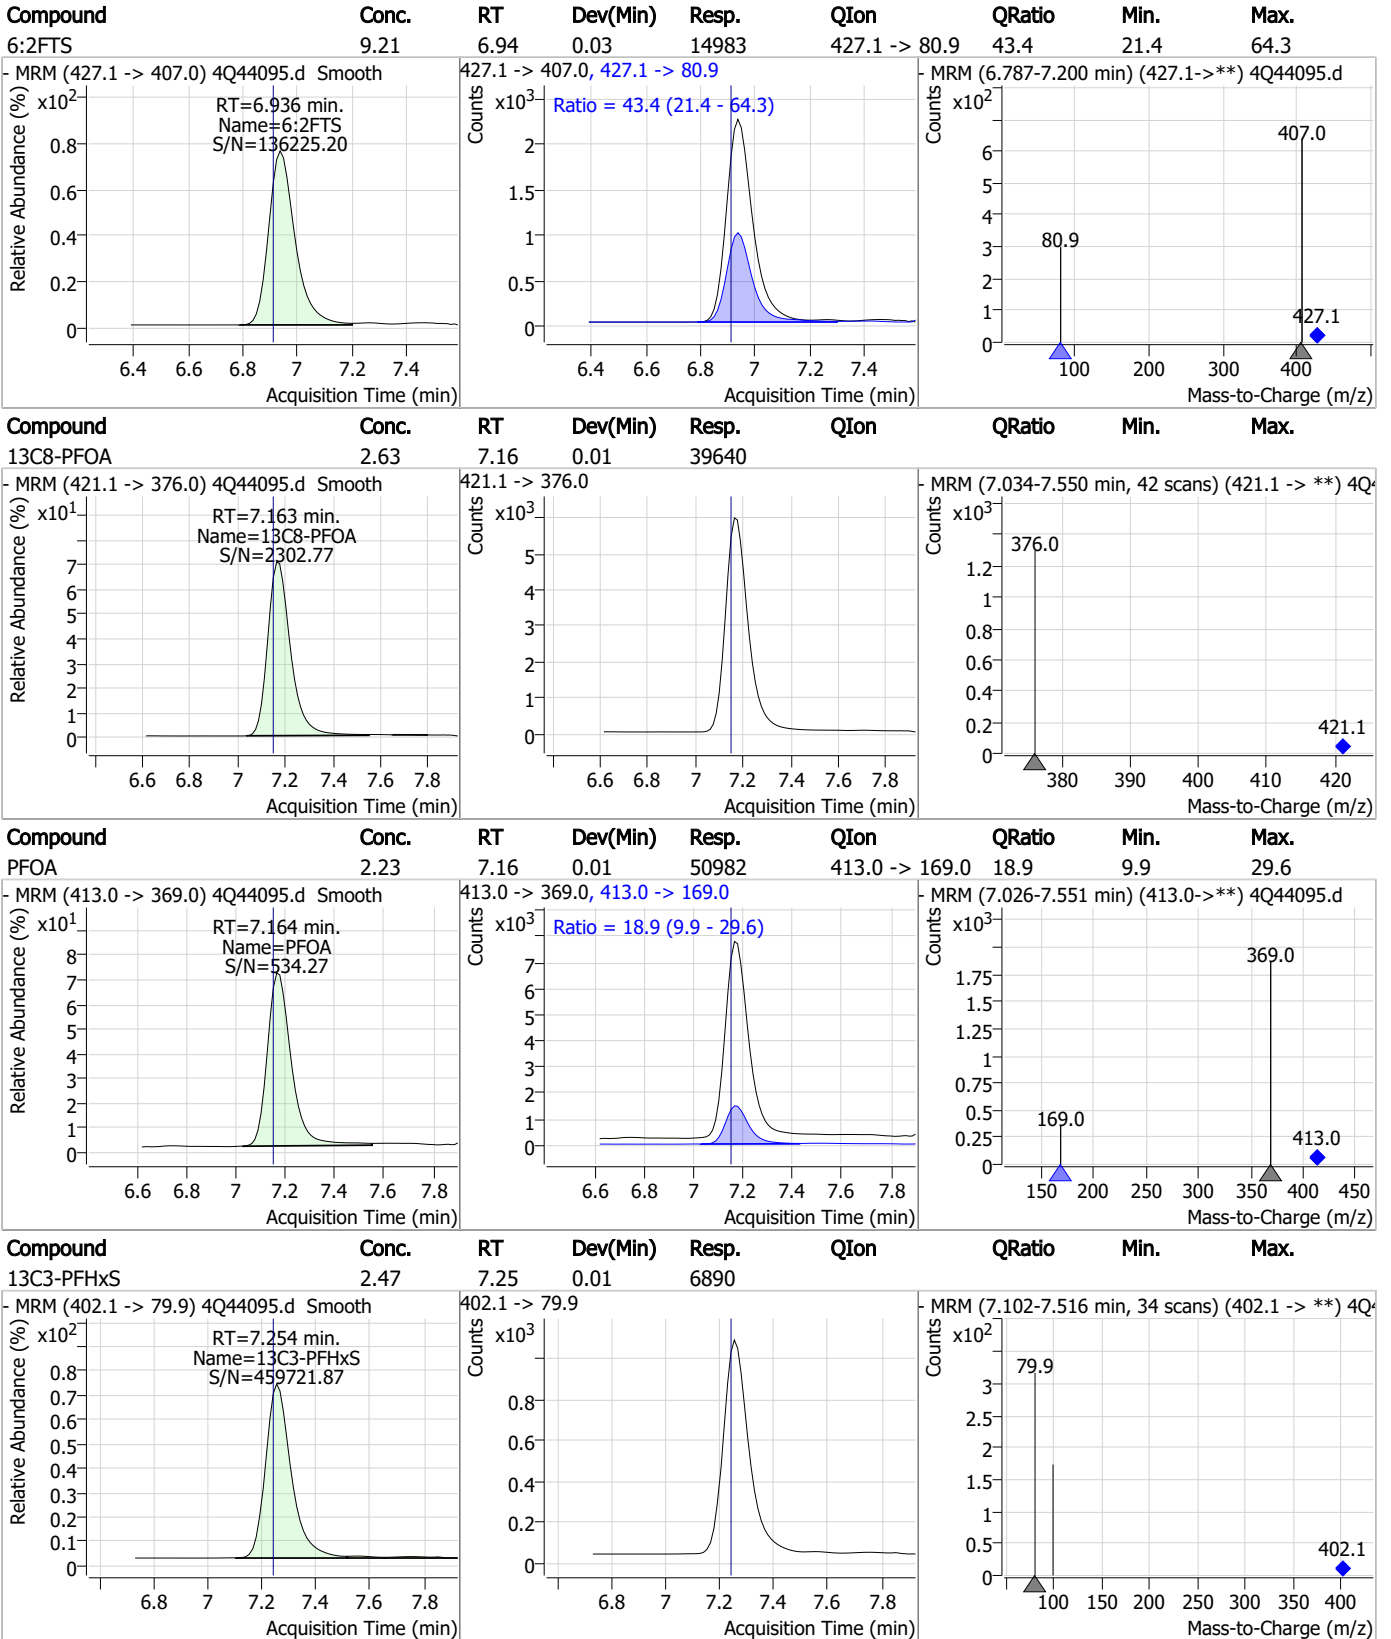 Compound Conc. RT Dev(Min) Resp. QIon QRatio Min. Max.
6:2FTS 9.21 6.94 0.03 14983 427.1 -> 80.9 43.4 21.4 64.3
- MRM (427.1 -> 407.0) 4Q44095.d Smooth
Relative Abundance (%)
x10²
RT=6.936 min.
Name=6:2FTS
S/N=136225.20
0.8
0.6
0.4
0.2
0
6.4 6.6 6.8 7 7.2 7.4
Acquisition Time (min)
427.1 -> 407.0, 427.1 -> 80.9
Counts
x10³
Ratio = 43.4 (21.4 - 64.3)
2
1.5
1
0.5
0
6.4 6.6 6.8 7 7.2 7.4
Acquisition Time (min)
- MRM (6.787-7.200 min) (427.1->**) 4Q44095.d
Counts
x10²
407.0
6
5
4
3
2
1
0
80.9
427.1
100 200 300 400
Mass-to-Charge (m/z)
Compound Conc. RT Dev(Min) Resp. QIon QRatio Min. Max.
13C8-PFOA 2.63 7.16 0.01 39640
- MRM (421.1 -> 376.0) 4Q44095.d Smooth
Relative Abundance (%)
x10¹
RT=7.163 min.
Name=13C8-PFOA
S/N=2302.77
7
6
5
4
3
2
1
0
6.6 6.8 7 7.2 7.4 7.6 7.8
Acquisition Time (min)
421.1 -> 376.0
Counts
x10³
5
4
3
2
1
0
6.6 6.8 7 7.2 7.4 7.6 7.8
Acquisition Time (min)
- MRM (7.034-7.550 min, 42 scans) (421.1 -> **) 4Q4
Counts
x10³
376.0
1.2
1
0.8
0.6
0.4
0.2
0
421.1
380 390 400 410 420
Mass-to-Charge (m/z)
Compound Conc. RT Dev(Min) Resp. QIon QRatio Min. Max.
PFOA 2.23 7.16 0.01 50982 413.0 -> 169.0 18.9 9.9 29.6
- MRM (413.0 -> 369.0) 4Q44095.d Smooth
Relative Abundance (%)
x10¹
RT=7.164 min.
Name=PFOA
S/N=534.27
8
7
6
5
4
3
2
1
0
6.6 6.8 7 7.2 7.4 7.6 7.8
Acquisition Time (min)
413.0 -> 369.0, 413.0 -> 169.0
Counts
x10³
Ratio = 18.9 (9.9 - 29.6)
7
6
5
4
3
2
1
0
6.6 6.8 7 7.2 7.4 7.6 7.8
Acquisition Time (min)
- MRM (7.026-7.551 min) (413.0->**) 4Q44095.d
Counts
x10³
369.0
1.75
1.5
1.25
1
0.75
0.5
0.25
0
169.0
413.0
150 200 250 300 350 400 450
Mass-to-Charge (m/z)
Compound Conc. RT Dev(Min) Resp. QIon QRatio Min. Max.
13C3-PFHxS 2.47 7.25 0.01 6890
- MRM (402.1 -> 79.9) 4Q44095.d Smooth
Relative Abundance (%)
x10²
RT=7.254 min.
Name=13C3-PFHxS
S/N=459721.87
0.8
0.7
0.6
0.5
0.4
0.3
0.2
0.1
0
6.8 7 7.2 7.4 7.6 7.8
Acquisition Time (min)
402.1 -> 79.9
Counts
x10³
0.8
0.6
0.4
0.2
0
6.8 7 7.2 7.4 7.6 7.8
Acquisition Time (min)
- MRM (7.102-7.516 min, 34 scans) (402.1 -> **) 4Q4
Counts
x10²
79.9
3
2.5
2
1.5
1
0.5
0
402.1
100 150 200 250 300 350 400
Mass-to-Charge (m/z)